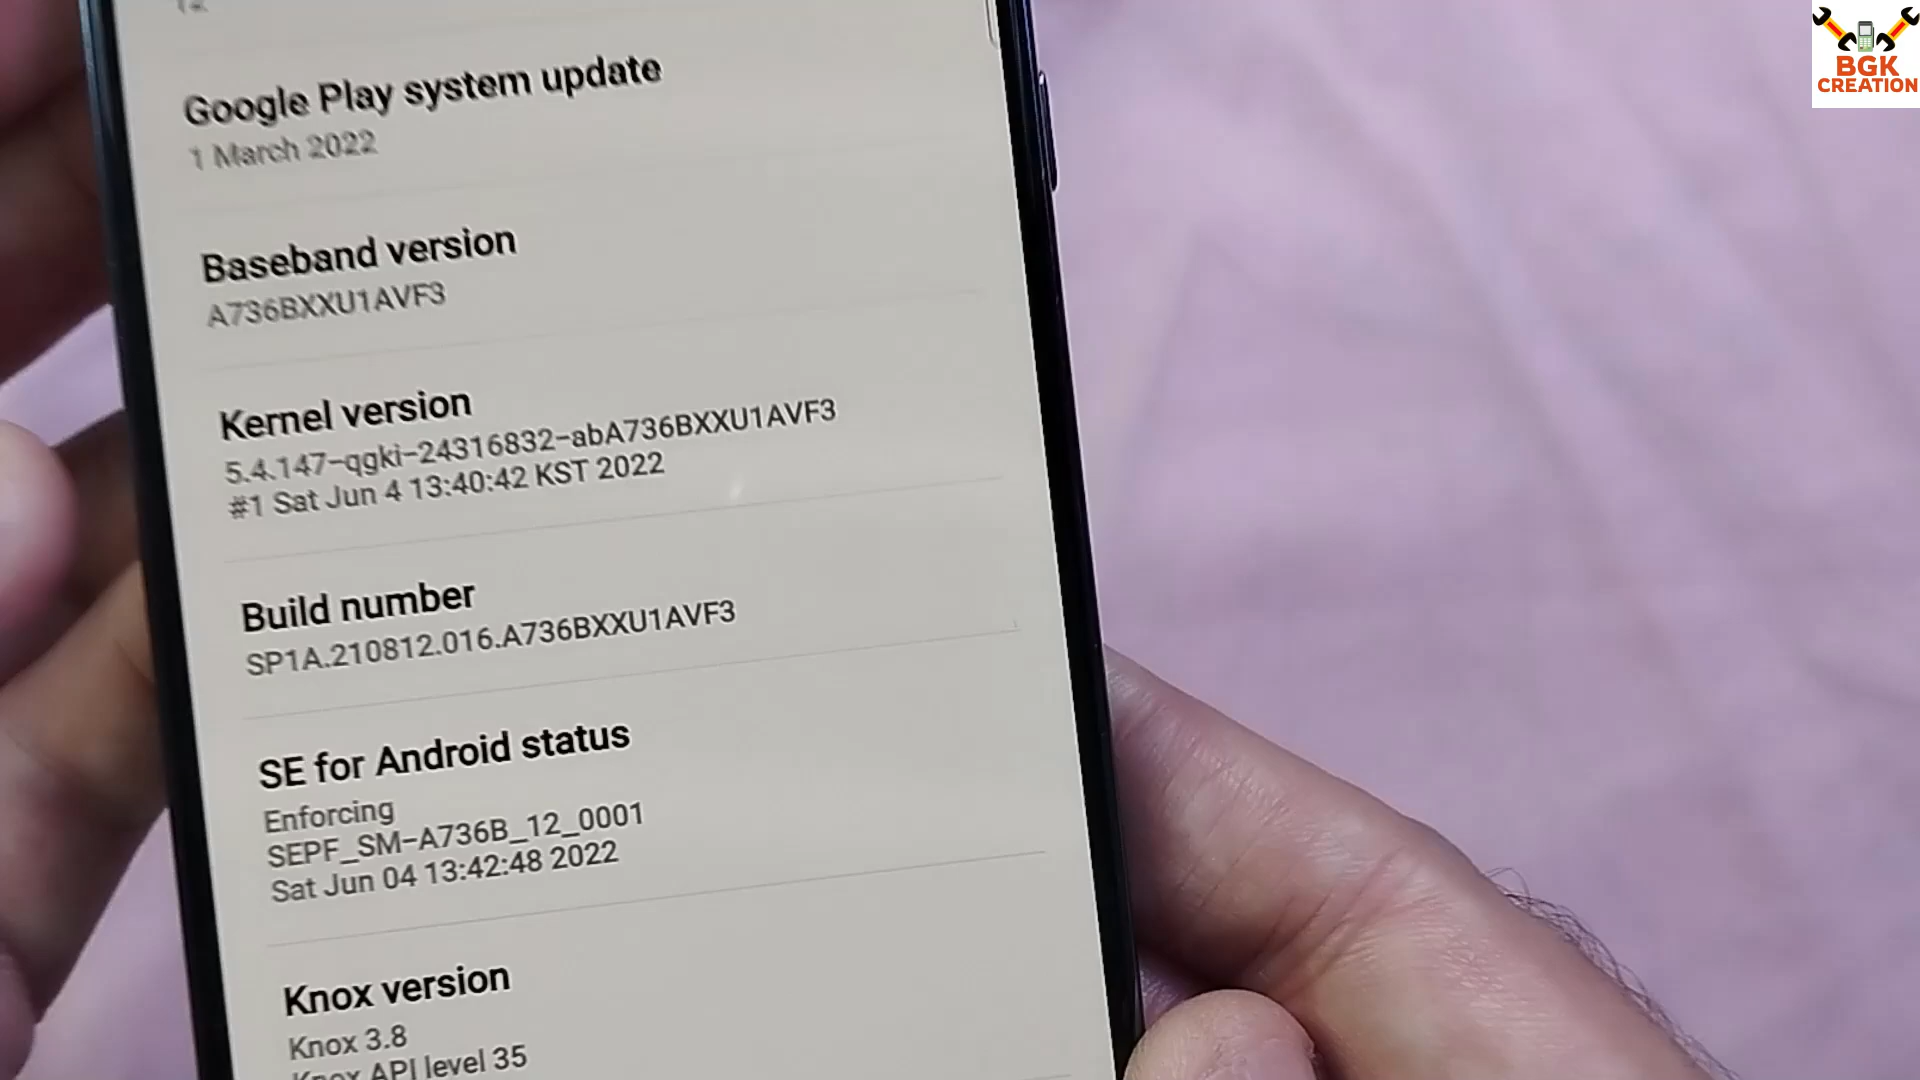 12
Google Play system update
1 March 2022
Baseband version
A736BXXU1AVF3
Kernel version
5.4.147-qgki-24316832-abA736BXXU1AVF3
#1 Sat Jun 4 13:40:42 KST 2022
Build number
SP1A.210812.016.A736BXXU1AVF3
SE for Android status
Enforcing
SEPF_SM-A736B_12_0001
Sat Jun 04 13:42:48 2022
Knox version
Knox 3.8
Knox API level 35
BGK
CREATION